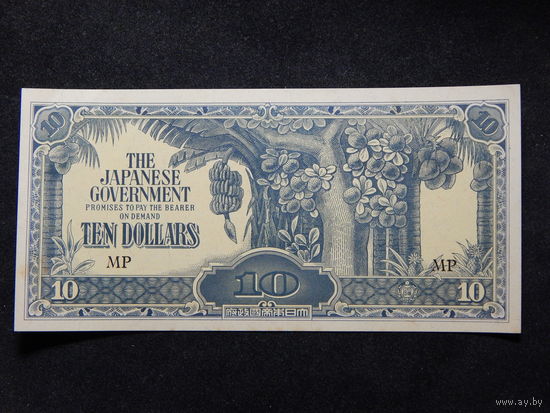 10
10
THE
JAPANESE
GOVERNMENT
PROMISES TO PAY THE BEARER
ON DEMAND
TEN DOLLARS
MP
MP
10
10
10
大日本帝國政府
www.ay.by